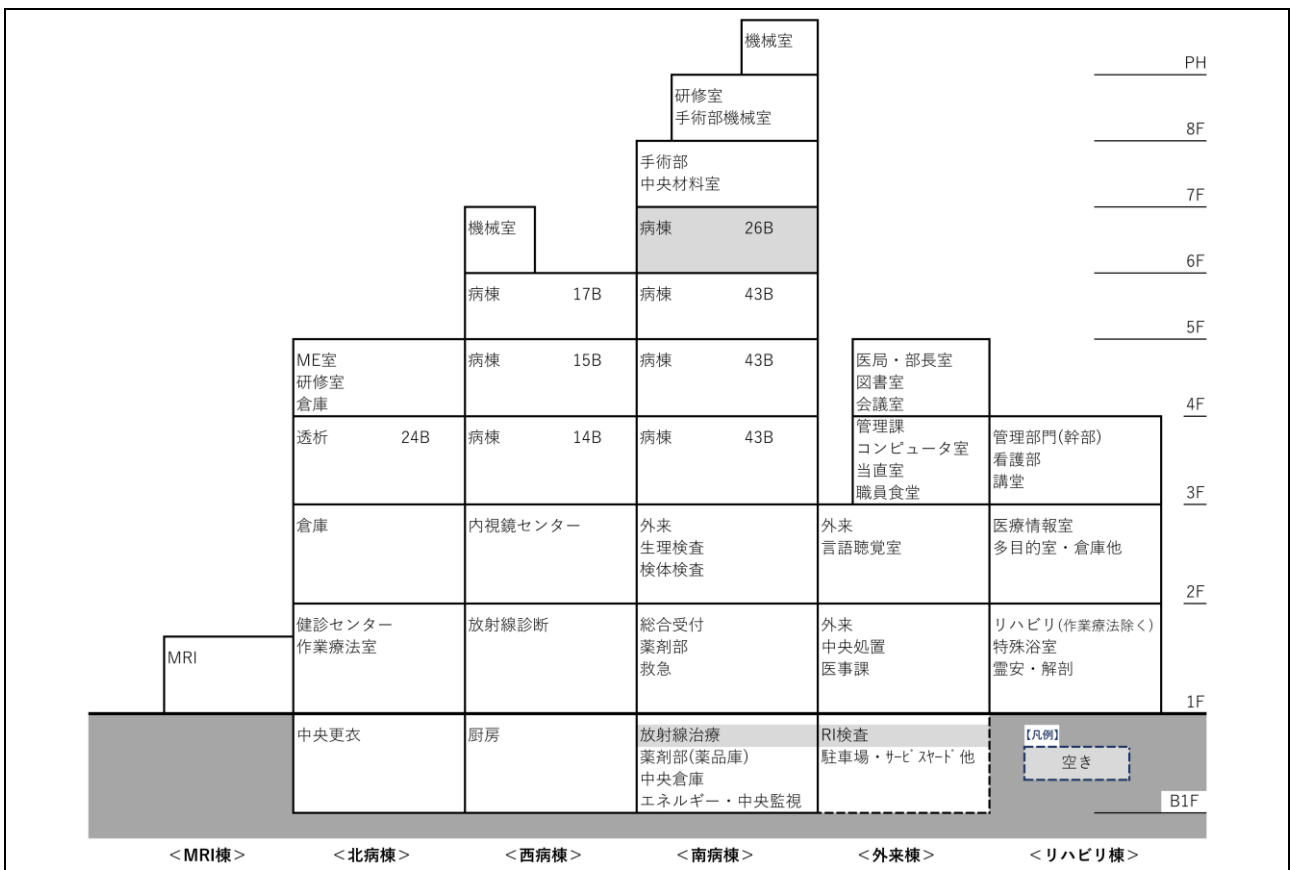 機械室
PH
研修室
手術部機械室
8F
手術部
中央材料室
7F
機械室
病棟 26B
6F
病棟 17B
病棟 43B
5F
ME室
研修室
倉庫
病棟 15B
病棟 43B
医局・部長室
図書室
会議室
4F
透析 24B
病棟 14B
病棟 43B
管理課
コンピュータ室
当直室
職員食堂
管理部門(幹部)
看護部
講堂
3F
倉庫
内視鏡センター
外来
生理検査
検体検査
外来
言語聴覚室
医療情報室
多目的室・倉庫他
2F
MRI
健診センター
作業療法室
放射線診断
総合受付
薬剤部
救急
外来
中央処置
医事課
リハビリ(作業療法除く)
特殊浴室
霊安・解剖
1F
中央更衣
厨房
放射線治療
薬剤部(薬品庫)
中央倉庫
エネルギー・中央監視
RI検査
駐車場・ｻｰﾋﾞｽﾔｰﾄﾞ他
【凡例】
空き
B1F
＜MRI棟＞
＜北病棟＞
＜西病棟＞
＜南病棟＞
＜外来棟＞
＜リハビリ棟＞